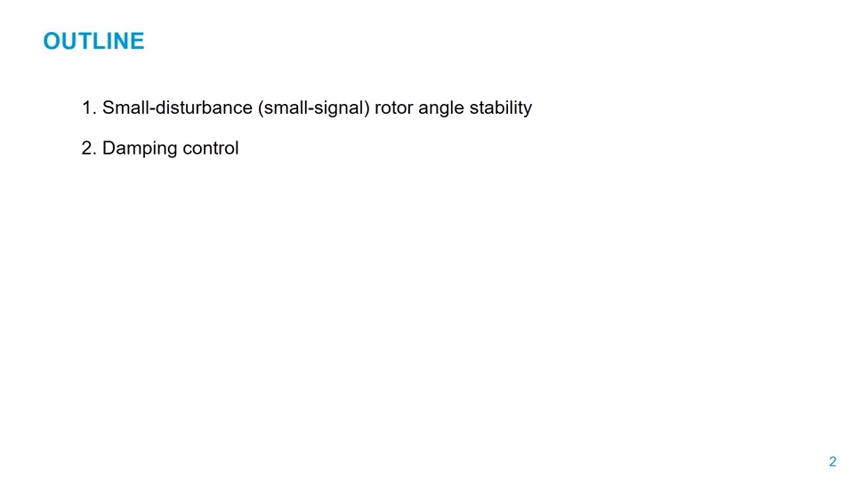 OUTLINE
1. Small-disturbance (small-signal) rotor angle stability
2. Damping control
2